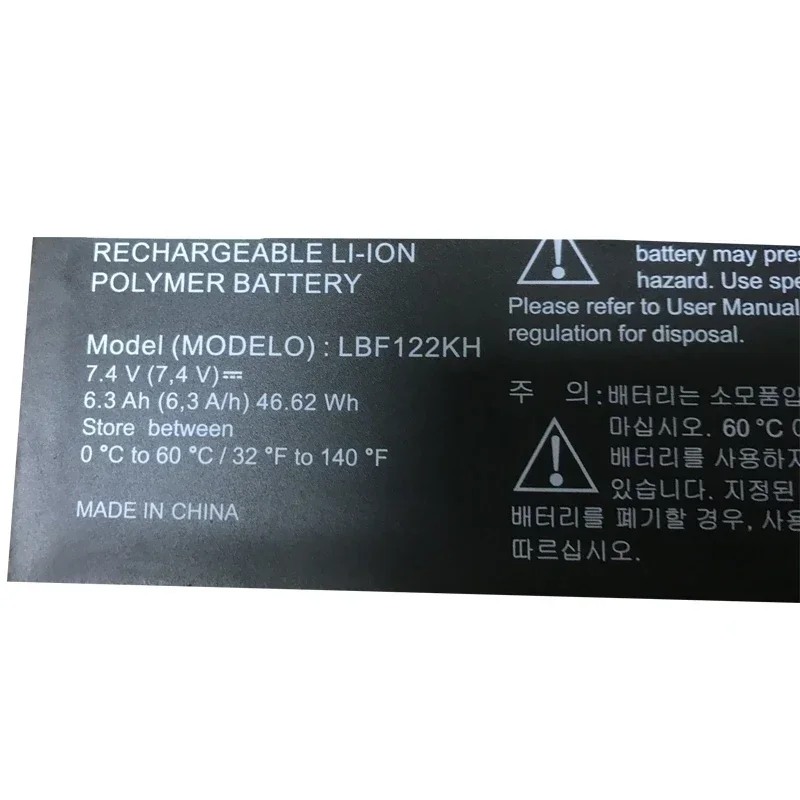 RECHARGEABLE LI-ION
POLYMER BATTERY
Model (MODELO) : LBF122KH
7.4 V (7,4 V)⎓
6.3 Ah (6,3 A/h) 46.62 Wh
Store between
0 °C to 60 °C / 32 °F to 140 °F
MADE IN CHINA
battery may
hazard. Use
Please refer to User Manual
regulation for disposal.
주 의 : 배터리는
마십시오. 60 °C
배터리를
있습니다. 지정된
배터리를 폐기할 경우,
따르십시오.